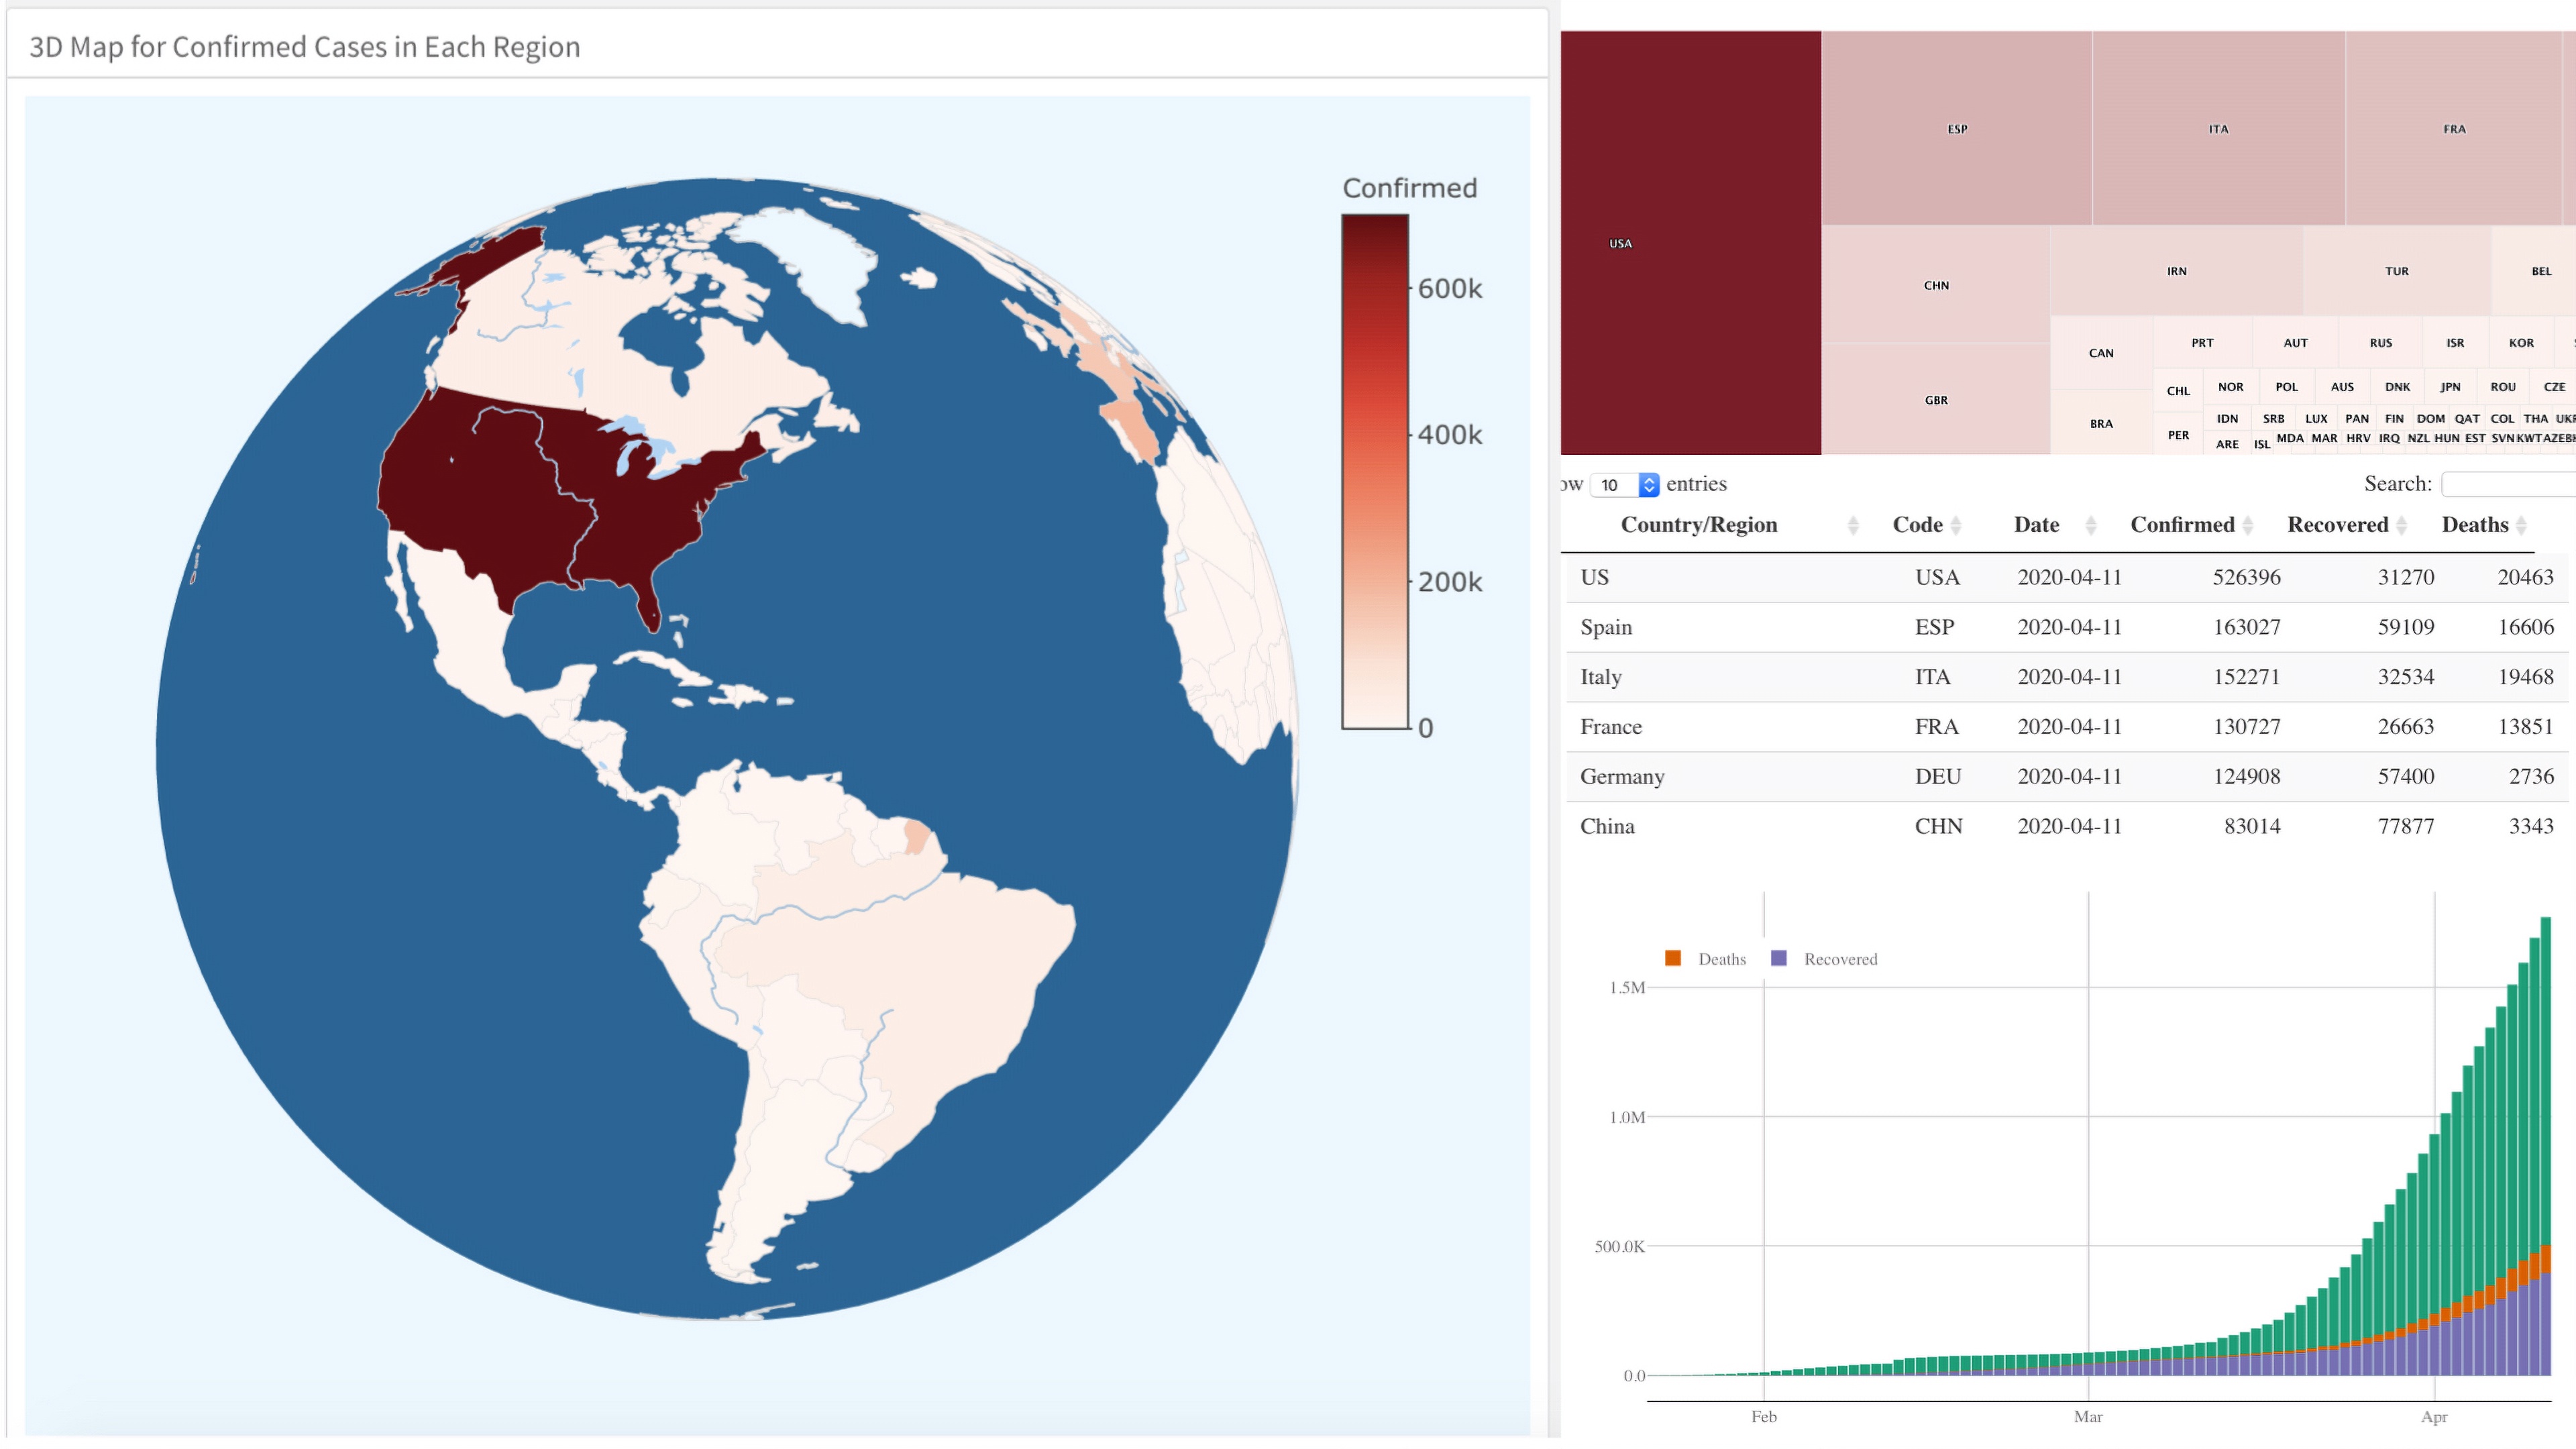 3D Map for Confirmed Cases in Each Region
Confirmed
600k
400k
200k
0
USA
ESP
ITA
FRA
CHN
IRN
TUR
BEL
GBR
CAN
PRT
AUT
RUS
ISR
KOR
BRA
CHL
NOR
POL
AUS
DNK
JPN
ROU
CZE
PER
IDN
SRB
LUX
PAN
FIN
DOM
QAT
COL
THA
UKR
ARE
ISL
MDA
MAR
HRV
IRQ
NZL
HUN
EST
SVN
KWT
AZE
ow 10 entries
Search:
Country/Region Code Date Confirmed Recovered Deaths
US USA 2020-04-11 526396 31270 20463
Spain ESP 2020-04-11 163027 59109 16606
Italy ITA 2020-04-11 152271 32534 19468
France FRA 2020-04-11 130727 26663 13851
Germany DEU 2020-04-11 124908 57400 2736
China CHN 2020-04-11 83014 77877 3343
Deaths Recovered
1.5M
1.0M
500.0K
0.0
Feb Mar Apr